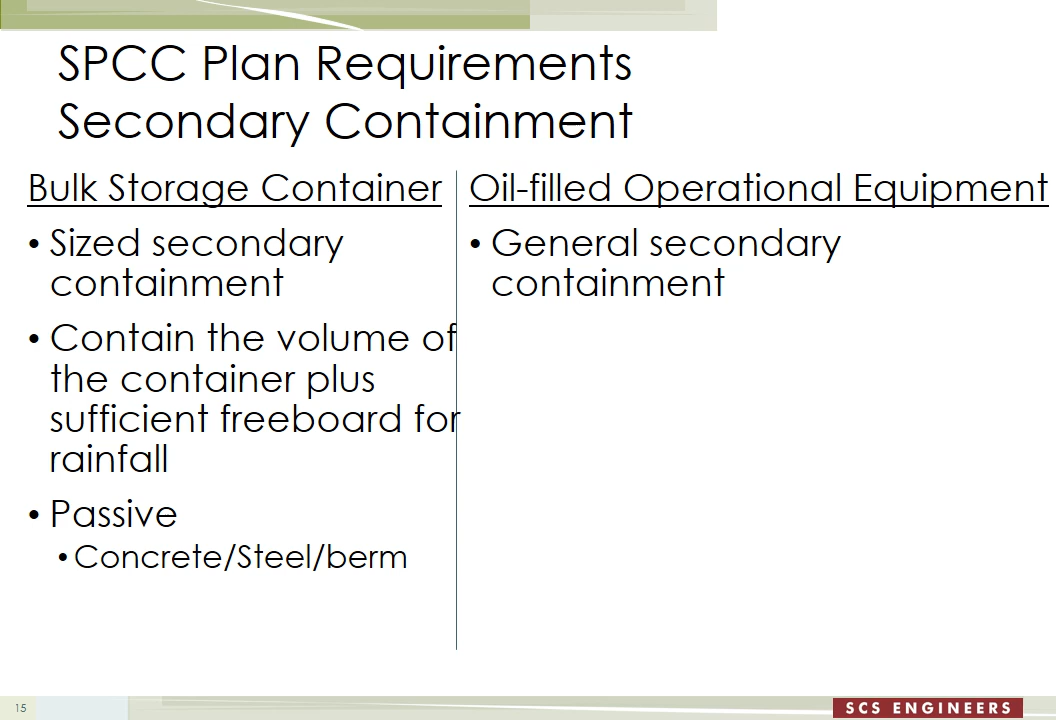 SPCC Plan Requirements
Secondary Containment
Bulk Storage Container
• Sized secondary
containment
• Contain the volume of
the container plus
sufficient freeboard for
rainfall
• Passive
• Concrete/Steel/berm
Oil-filled Operational Equipment
• General secondary
containment
15
SCS ENGINEERS